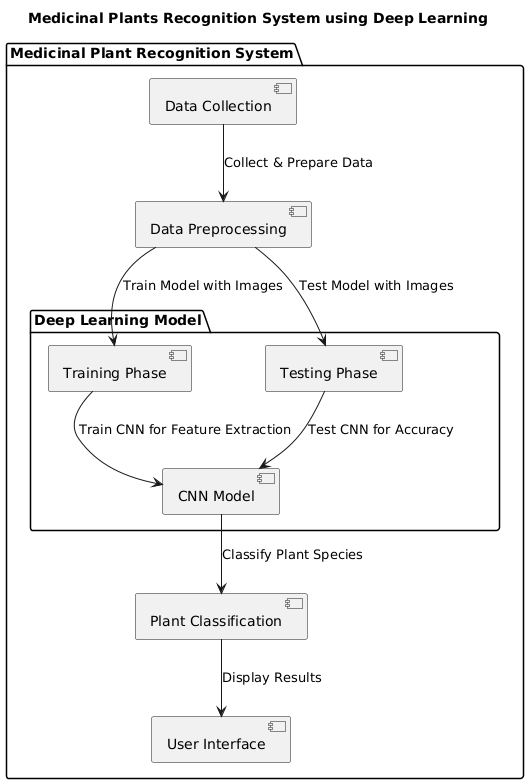 Medicinal Plants Recognition System using Deep Learning
Medicinal Plant Recognition System
Data Collection
Collect & Prepare Data
Data Preprocessing
Train Model with Images
Test Model with Images
Deep Learning Model
Training Phase
Testing Phase
Train CNN for Feature Extraction
Test CNN for Accuracy
CNN Model
Classify Plant Species
Plant Classification
Display Results
User Interface